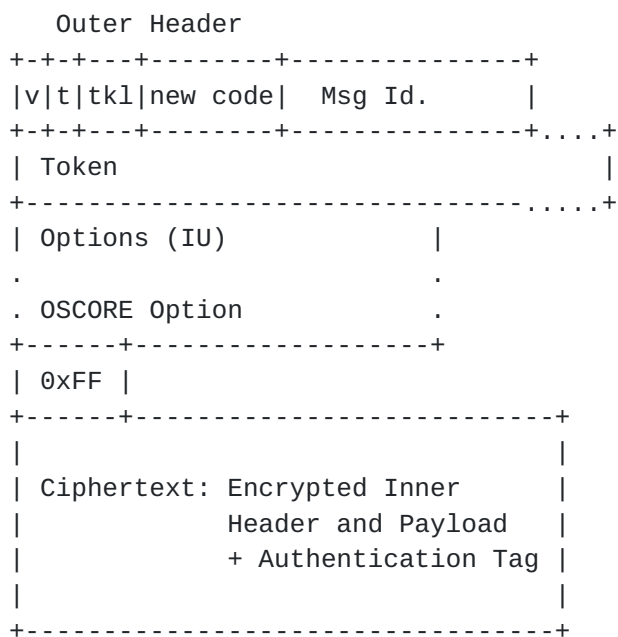 Outer Header
+-+-+---+--------+---------------+
|v|t|tkl|new code|  Msg Id.      |
+-+-+---+--------+---------------+....+
| Token                               |
+--------------------------------.....+
| Options (IU)             |
.                          .
. OSCORE Option            .
+------+-------------------+
| 0xFF |
+------+---------------------------+
|                                  |
| Ciphertext: Encrypted Inner      |
|             Header and Payload   |
|             + Authentication Tag |
|                                  |
+----------------------------------+